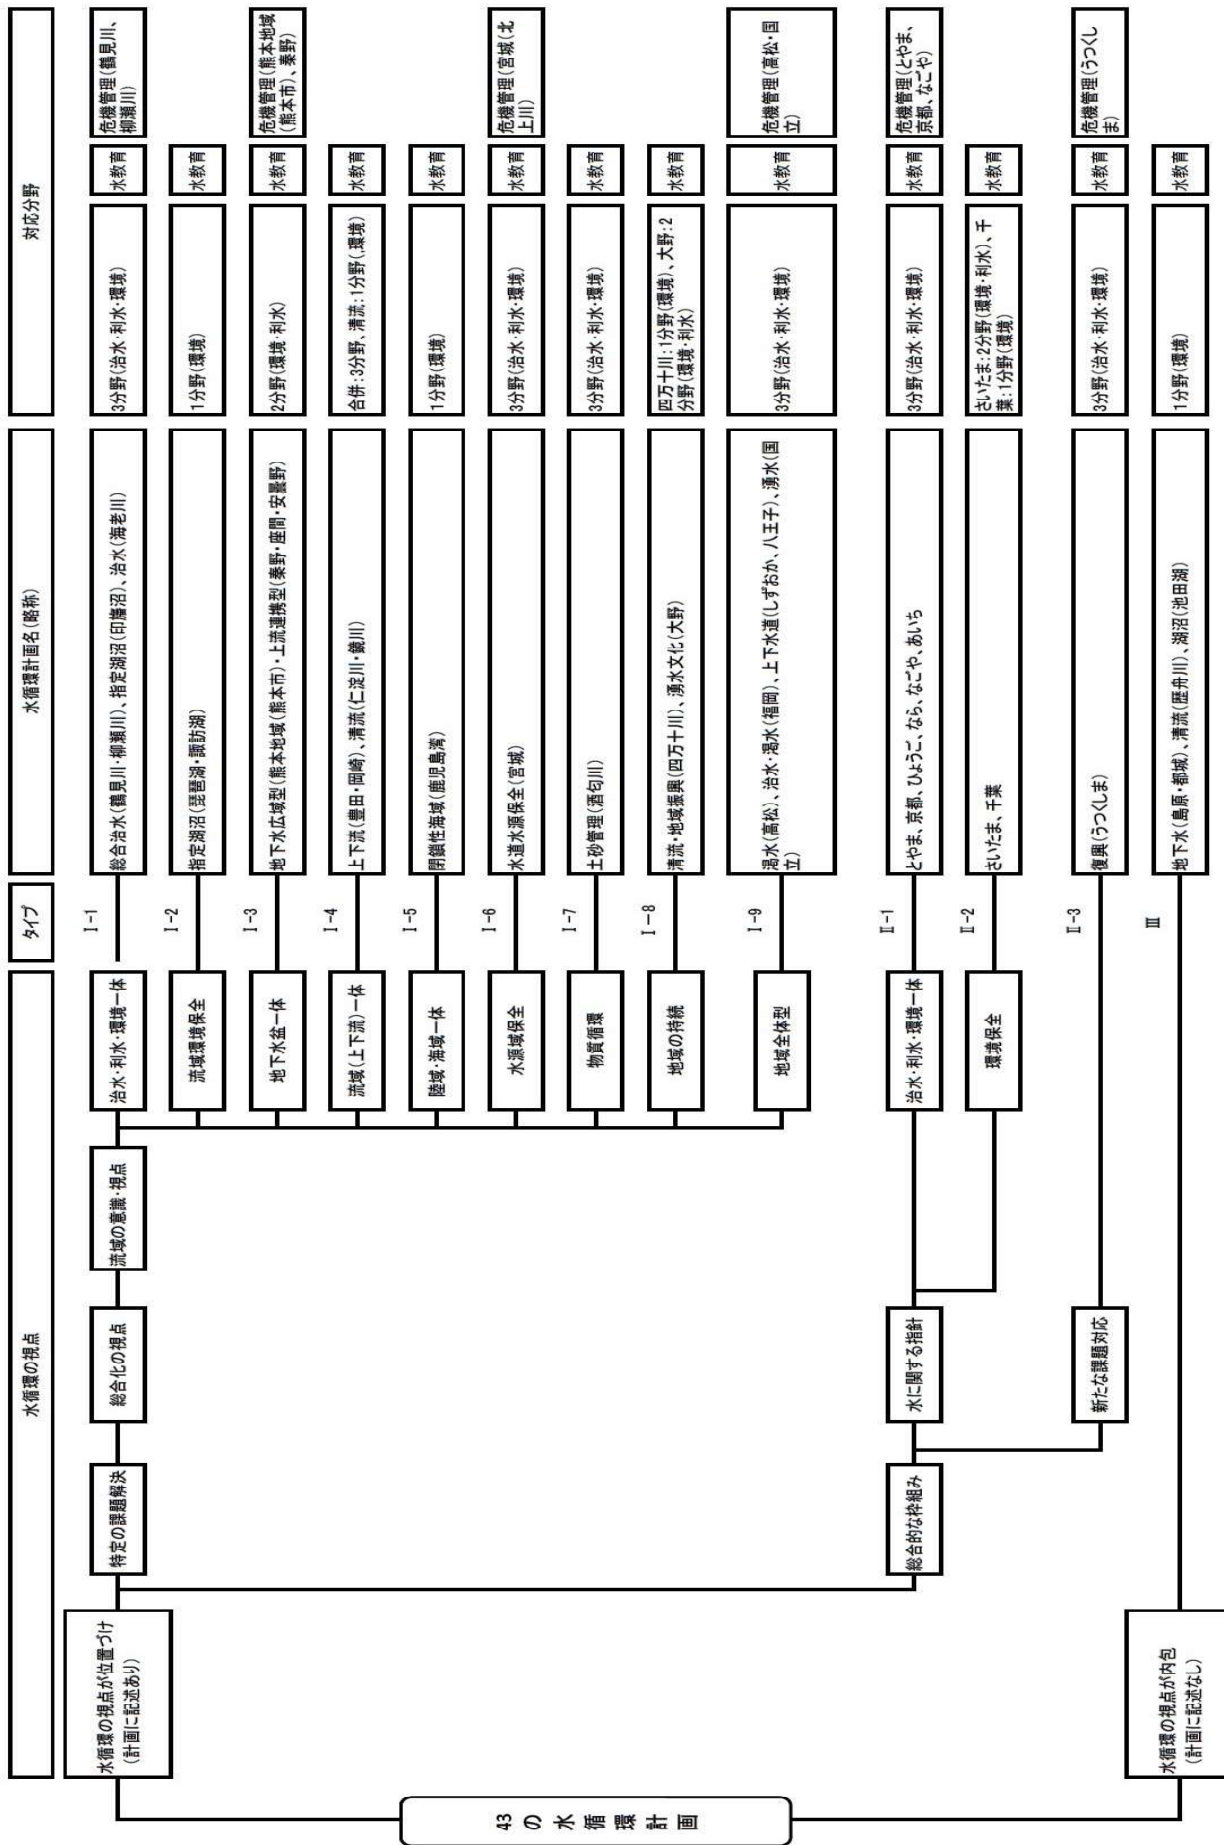 水循環の視点
タイプ
水循環計画名(略称)
対応分野
43の水循環計画
水循環の視点が位置づけ
(計画に記述あり)
特定の課題解決
総合化の視点
流域の意識・視点
治水・利水・環境一体
I-1
総合治水(鶴見川・柳瀬川)、指定湖沼(印旛沼)、治水(海老川)
3分野(治水・利水・環境)
水教育
危機管理(鶴見川、
柳瀬川)
流域環境保全
I-2
指定湖沼(琵琶湖・諏訪湖)
1分野(環境)
水教育
地下水盆一体
I-3
地下水広域型(熊本地域(熊本市)・上流連携型(秦野・座間・安曇野)
2分野(環境・利水)
水教育
危機管理(熊本地域
(熊本市)、秦野)
流域(上下流)一体
I-4
上下流(豊田・岡崎)、清流(仁淀川・鏡川)
合併:3分野、清流:1分野(環境)
水教育
陸域・海域一体
I-5
閉鎖性海域(鹿児島湾)
1分野(環境)
水教育
水源域保全
I-6
水道水源保全(宮城)
3分野(治水・利水・環境)
水教育
危機管理(宮城(北
上川)
物質循環
I-7
土砂管理(酒匂川)
3分野(治水・利水・環境)
水教育
地域の持続
I-8
清流・地域振興(四万十川)、湧水文化(大野)
四万十川:1分野(環境)、大野:2
分野(環境・利水)
水教育
地域全体型
I-9
渇水(高松)、治水・渇水(福岡)、上下水道(しずおか、八王子)、湧水(国
立)
3分野(治水・利水・環境)
水教育
危機管理(高松・国
立)
総合的な枠組み
水に関する指針
治水・利水・環境一体
Ⅱ-1
とやま、京都、ひょうご、なら、なごや、あいち
3分野(治水・利水・環境)
水教育
危機管理(とやま、
京都、なごや)
環境保全
Ⅱ-2
さいたま、千葉
さいたま:2分野(環境・利水)、千
葉:1分野(環境)
水教育
新たな課題対応
Ⅱ-3
復興(うつくしま)
3分野(治水・利水・環境)
水教育
危機管理(うつくし
ま)
水循環の視点が内包
(計画に記述なし)
Ⅲ
地下水(島原・都城)、清流(歴舟川)、湖沼(池田湖)
1分野(環境)
水教育